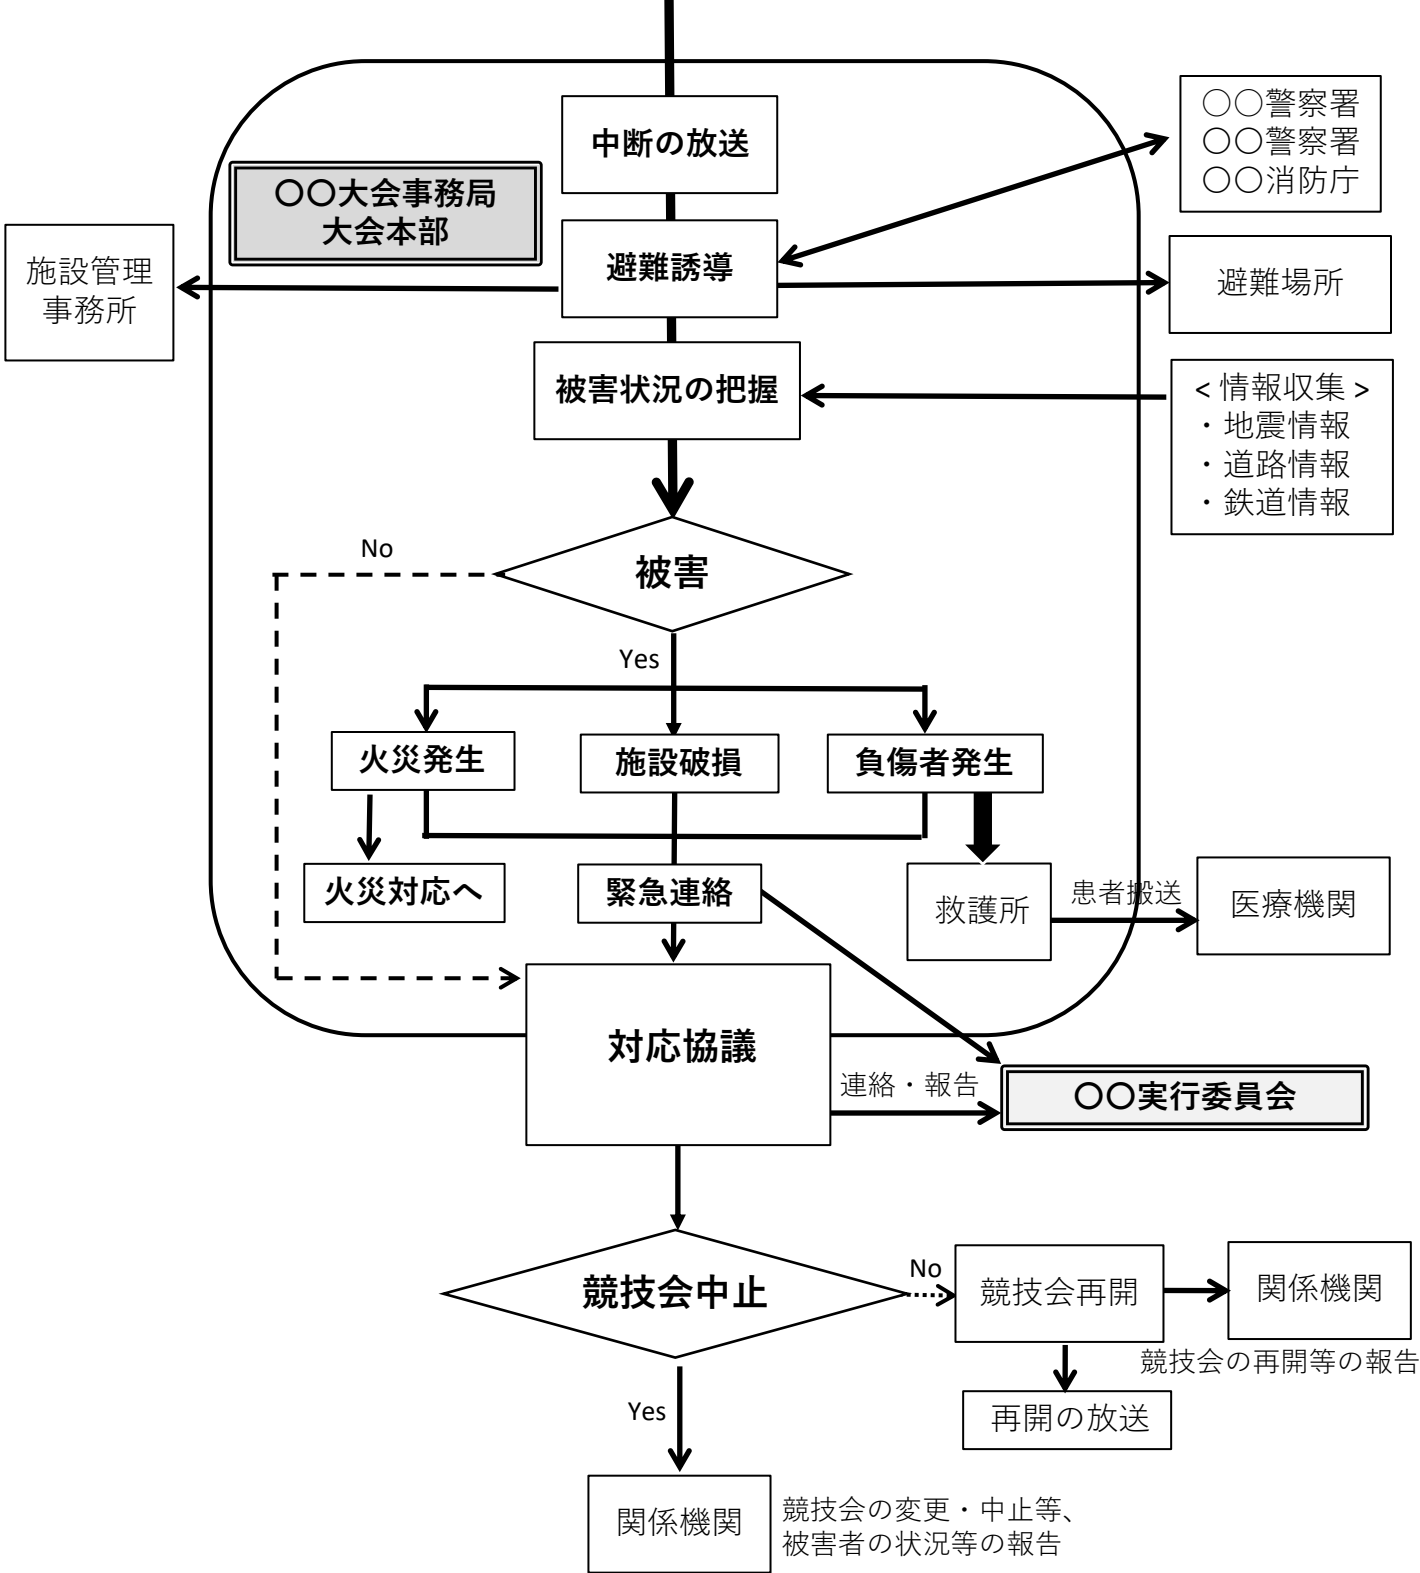 中断の放送
〇〇大会事務局
大会本部
〇〇警察署
〇〇警察署
〇〇消防庁
施設管理
事務所
避難誘導
避難場所
被害状況の把握
< 情報収集 >
・地震情報
・道路情報
・鉄道情報
No
被害
Yes
火災発生
施設破損
負傷者発生
火災対応へ
緊急連絡
救護所
患者搬送
医療機関
対応協議
連絡・報告
〇〇実行委員会
競技会中止
No
競技会再開
関係機関
競技会の再開等の報告
再開の放送
Yes
関係機関
競技会の変更・中止等、
被害者の状況等の報告